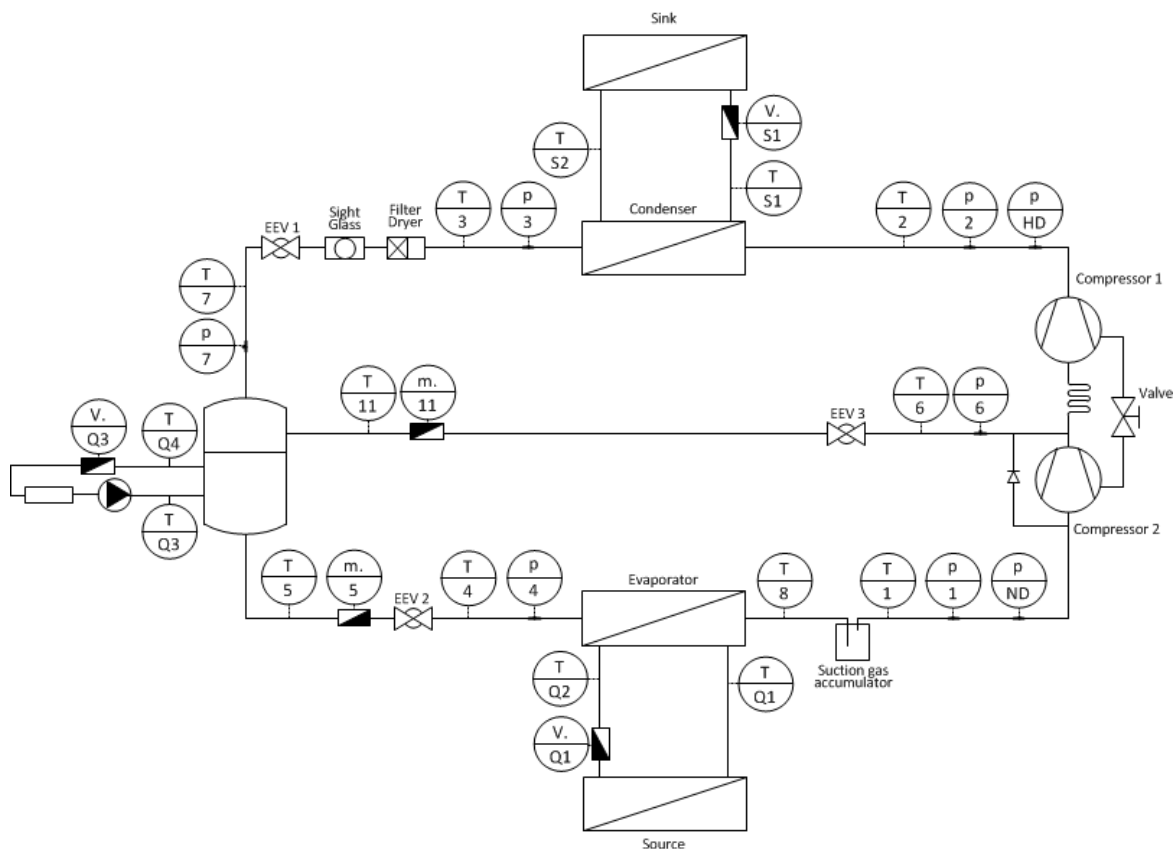 Sink
V.
S1
T
S2
T
S1
Condenser
T
3
p
3
T
2
p
2
p
HD
EEV 1
Sight
Glass
Filter
Dryer
Compressor 1
T
7
p
7
T
11
m.
11
T
6
p
6
Valve
EEV 3
V.
Q3
T
Q4
T
Q3
Compressor 2
T
5
m.
5
EEV 2
T
4
p
4
Evaporator
T
8
T
1
p
1
p
ND
Suction gas
accumulator
T
Q2
T
Q1
V.
Q1
Source